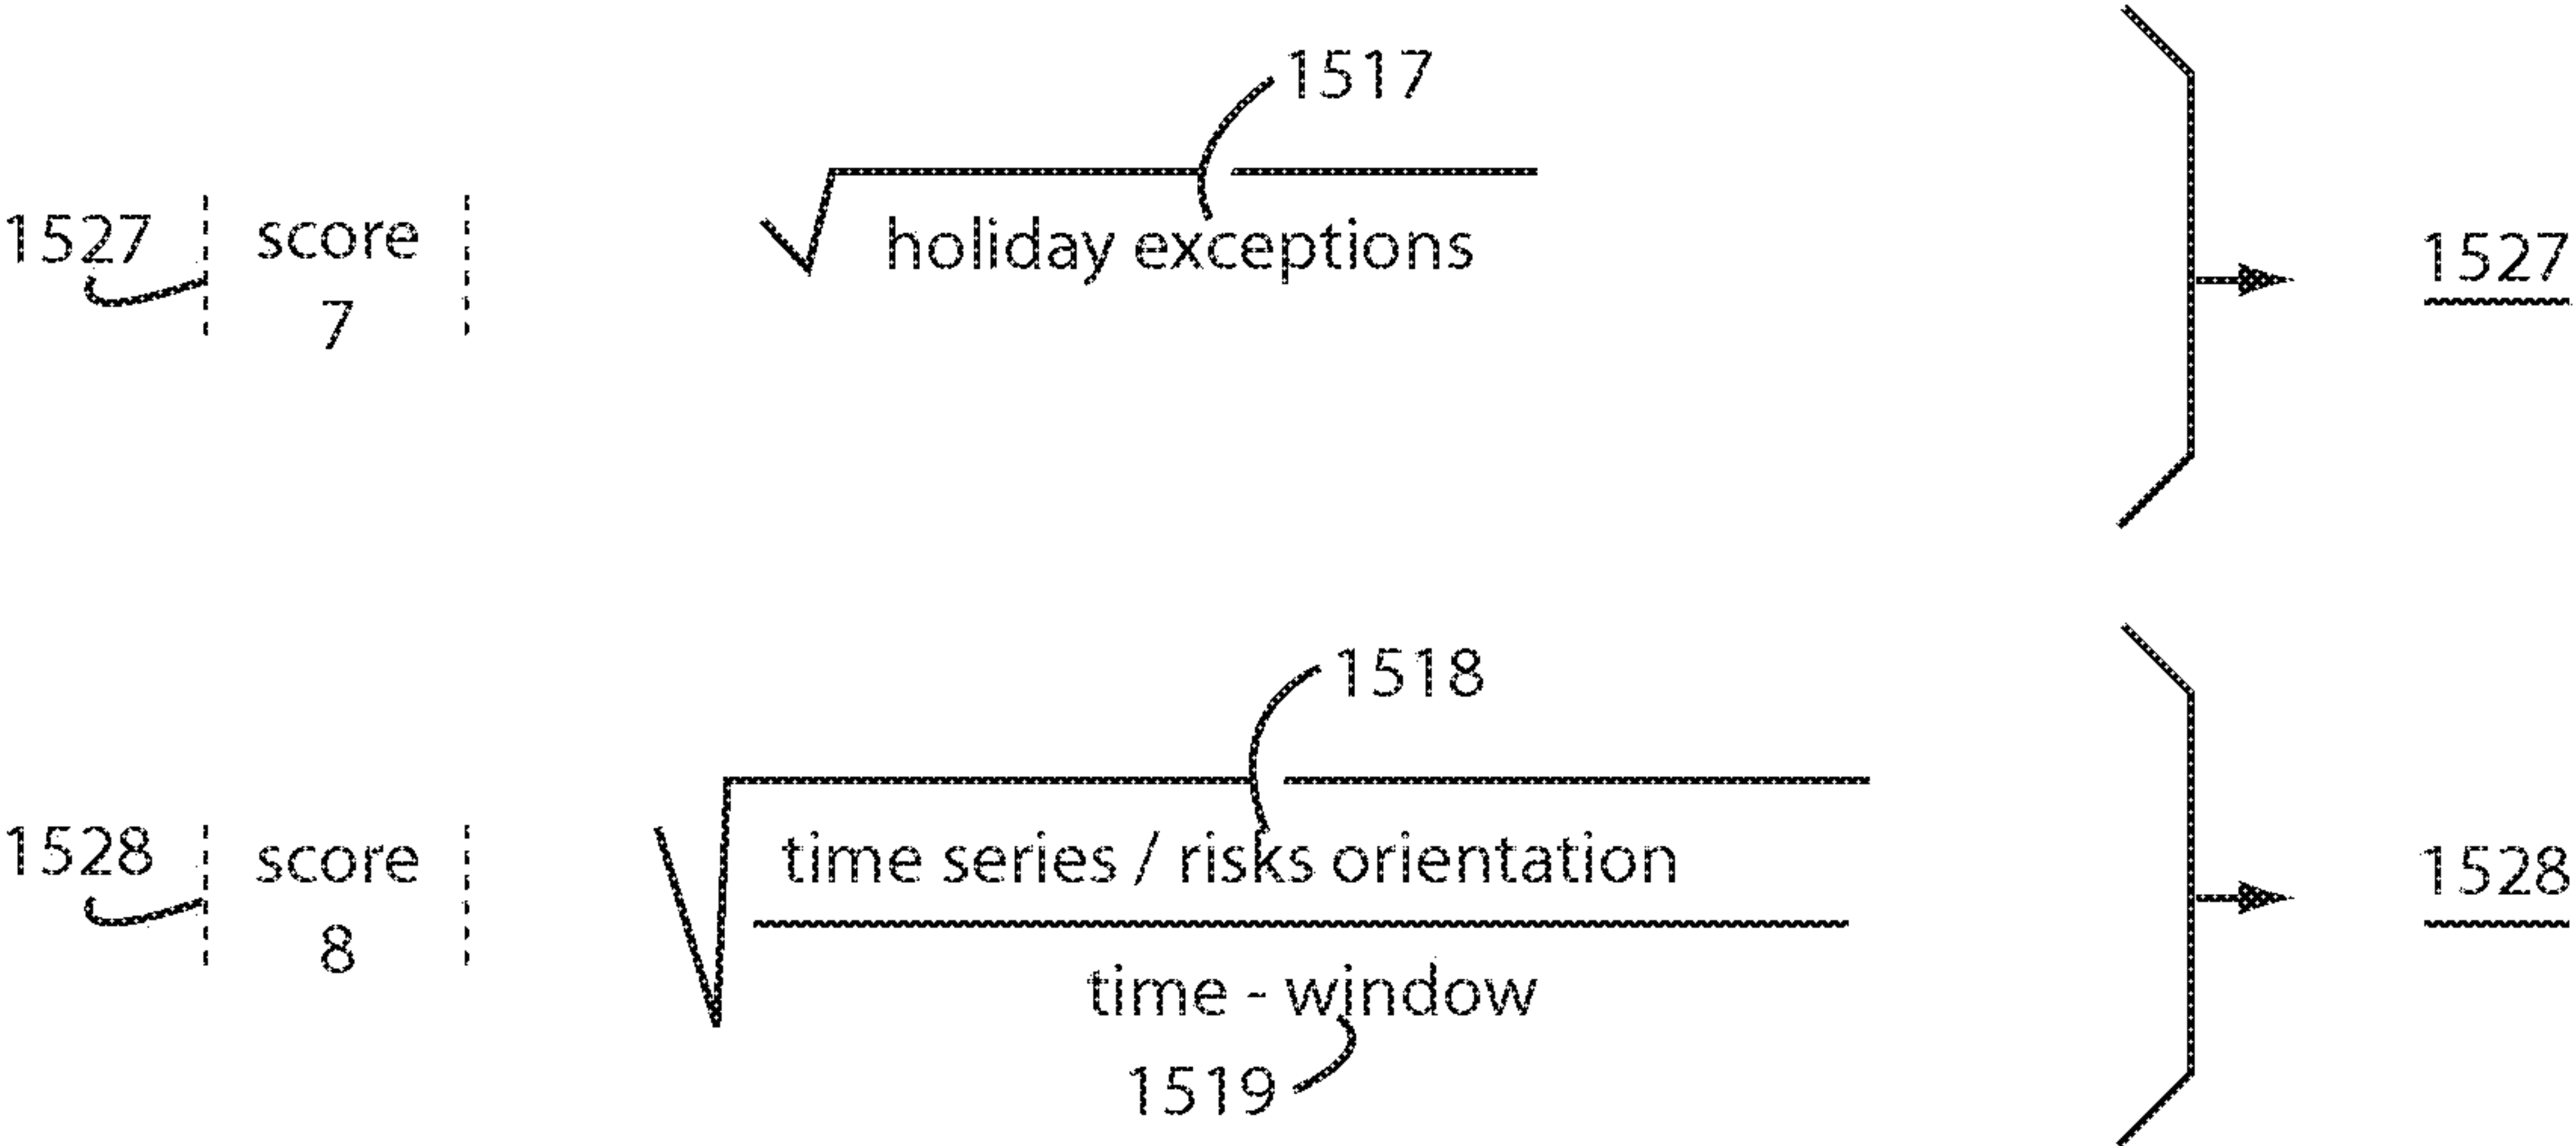 1517
1527 score 7
holiday exceptions
1527
1518
1528 score 8
time series / risks orientation
time - window
1528
1519